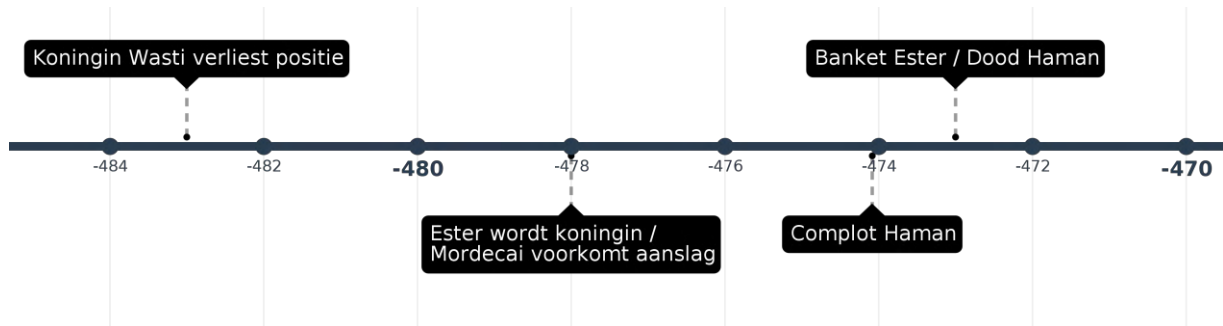 Koningin Wasti verliest positie
Banket Ester / Dood Haman
-484
-482
-480
-478
-476
-474
-472
-470
Ester wordt koningin /
Mordecai voorkomt aanslag
Complot Haman